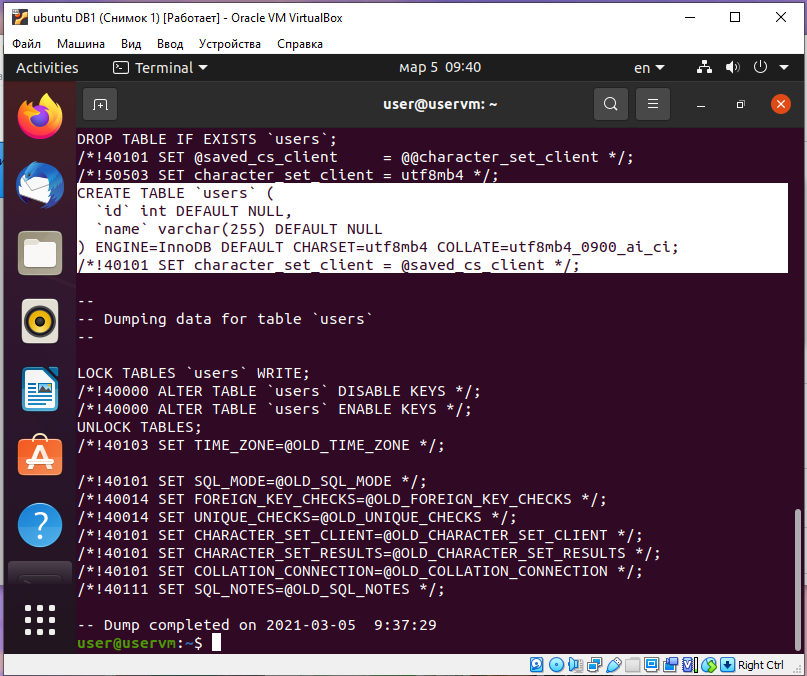 ubuntu DB1 (Снимок 1) [Работает] - Oracle VM VirtualBox
Файл Машина Вид Ввод Устройства Справка
Activities Terminal мар 5 09:40 en
user@uservm: ~
DROP TABLE IF EXISTS `users`;
/*!40101 SET @saved_cs_client     = @@character_set_client */;
/*!50503 SET character_set_client = utf8mb4 */;
CREATE TABLE `users` (
  `id` int DEFAULT NULL,
  `name` varchar(255) DEFAULT NULL
) ENGINE=InnoDB DEFAULT CHARSET=utf8mb4 COLLATE=utf8mb4_0900_ai_ci;
/*!40101 SET character_set_client = @saved_cs_client */;
--
-- Dumping data for table `users`
--
LOCK TABLES `users` WRITE;
/*!40000 ALTER TABLE `users` DISABLE KEYS */;
/*!40000 ALTER TABLE `users` ENABLE KEYS */;
UNLOCK TABLES;
/*!40103 SET TIME_ZONE=@OLD_TIME_ZONE */;
/*!40101 SET SQL_MODE=@OLD_SQL_MODE */;
/*!40014 SET FOREIGN_KEY_CHECKS=@OLD_FOREIGN_KEY_CHECKS */;
/*!40014 SET UNIQUE_CHECKS=@OLD_UNIQUE_CHECKS */;
/*!40101 SET CHARACTER_SET_CLIENT=@OLD_CHARACTER_SET_CLIENT */;
/*!40101 SET CHARACTER_SET_RESULTS=@OLD_CHARACTER_SET_RESULTS */;
/*!40101 SET COLLATION_CONNECTION=@OLD_COLLATION_CONNECTION */;
/*!40111 SET SQL_NOTES=@OLD_SQL_NOTES */;
-- Dump completed on 2021-03-05  9:37:29
user@uservm:~$
Right Ctrl